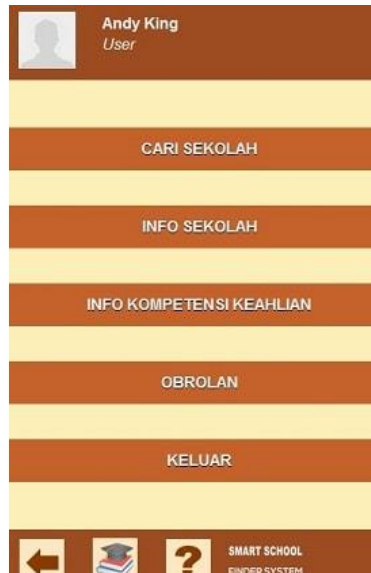 Andy King
User
CARI SEKOLAH
INFO SEKOLAH
INFO KOMPETENSI KEAHLIAN
OBROLAN
KELUAR
?
SMART SCHOOL
FINDER SYSTEM